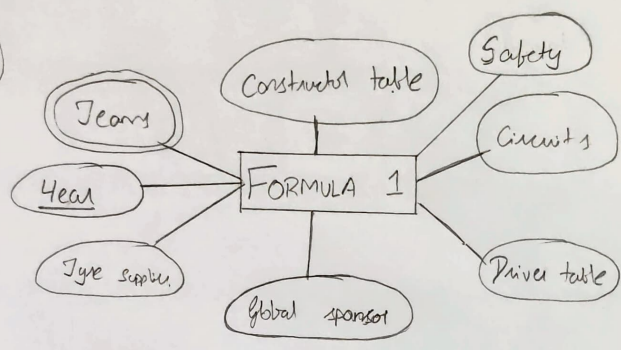 Safety
Constructor table
Teams
Circuits
Year
FORMULA 1
Tyre supplier
Driver table
Global sponsor